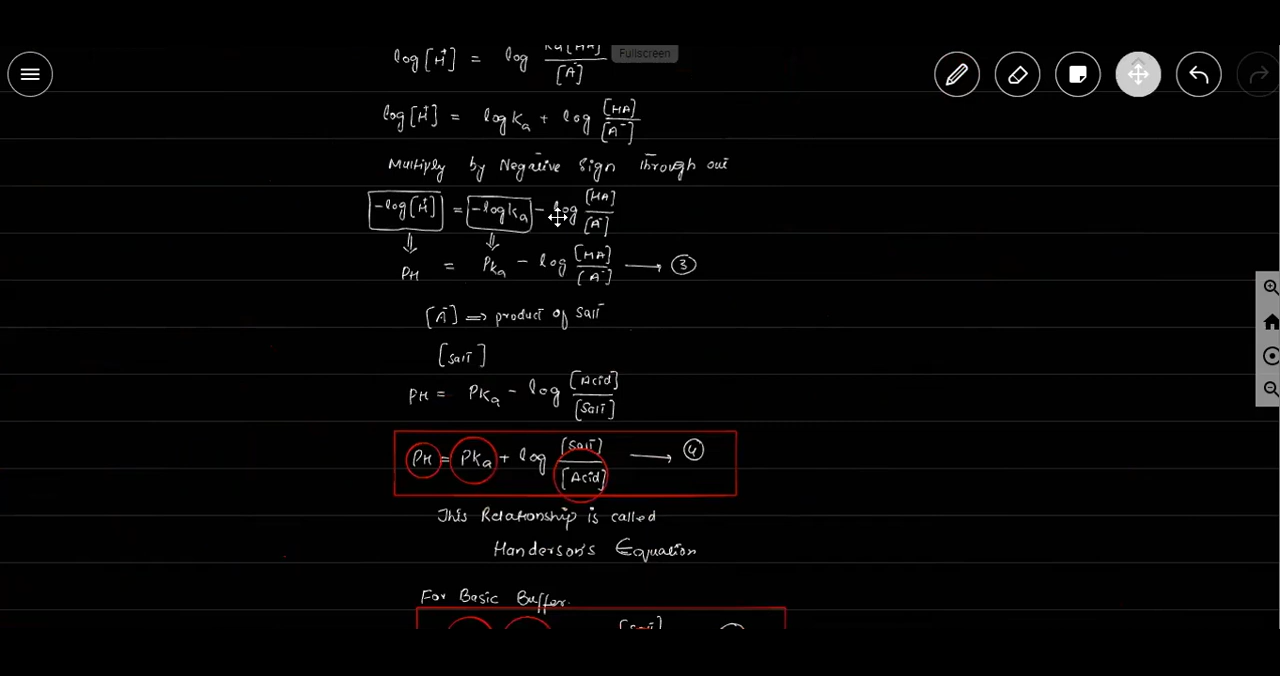 Fullscreen
log[H⁺] = log Ka[HA]/[A⁻]
log[H⁺] = log Ka + log [HA]/[A⁻]
Multiply by Negative Sign through out
-log[H⁺] = -log Ka - log [HA]/[A⁻]
⇓ ⇓
PH = PKa - log [HA]/[A⁻] ⟶ ③
[A⁻] ⟹ product of Salt
[Salt]
PH = PKa - log [Acid]/[Salt]
PH = PKa + log [Salt]/[Acid] ⟶ ④
This Relationship is called
Handerson's Equation
For Basic Buffer.
[Salt]